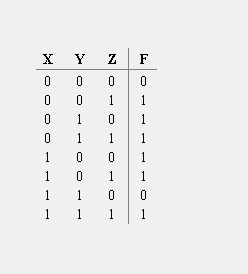 X Y Z F
0 0 0 0
0 0 1 1
0 1 0 1
0 1 1 1
1 0 0 1
1 0 1 1
1 1 0 0
1 1 1 1